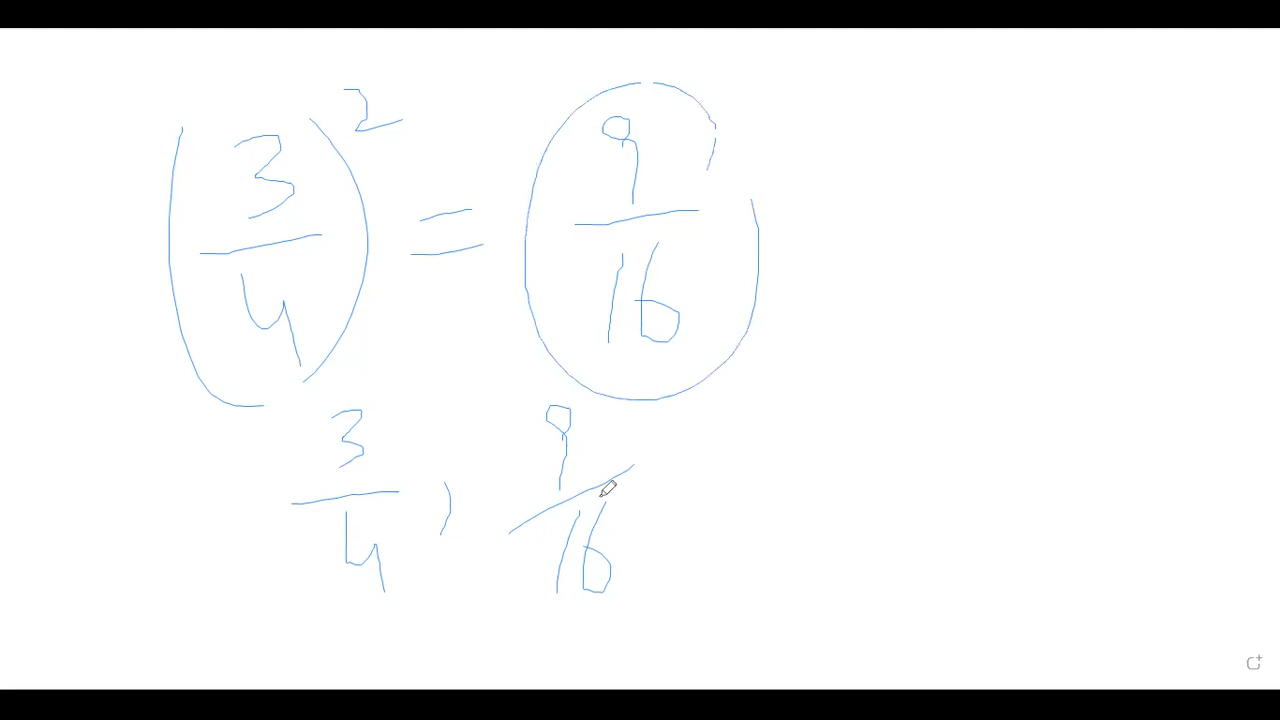 (3/4)² = 9/16
3/4 , 9/16